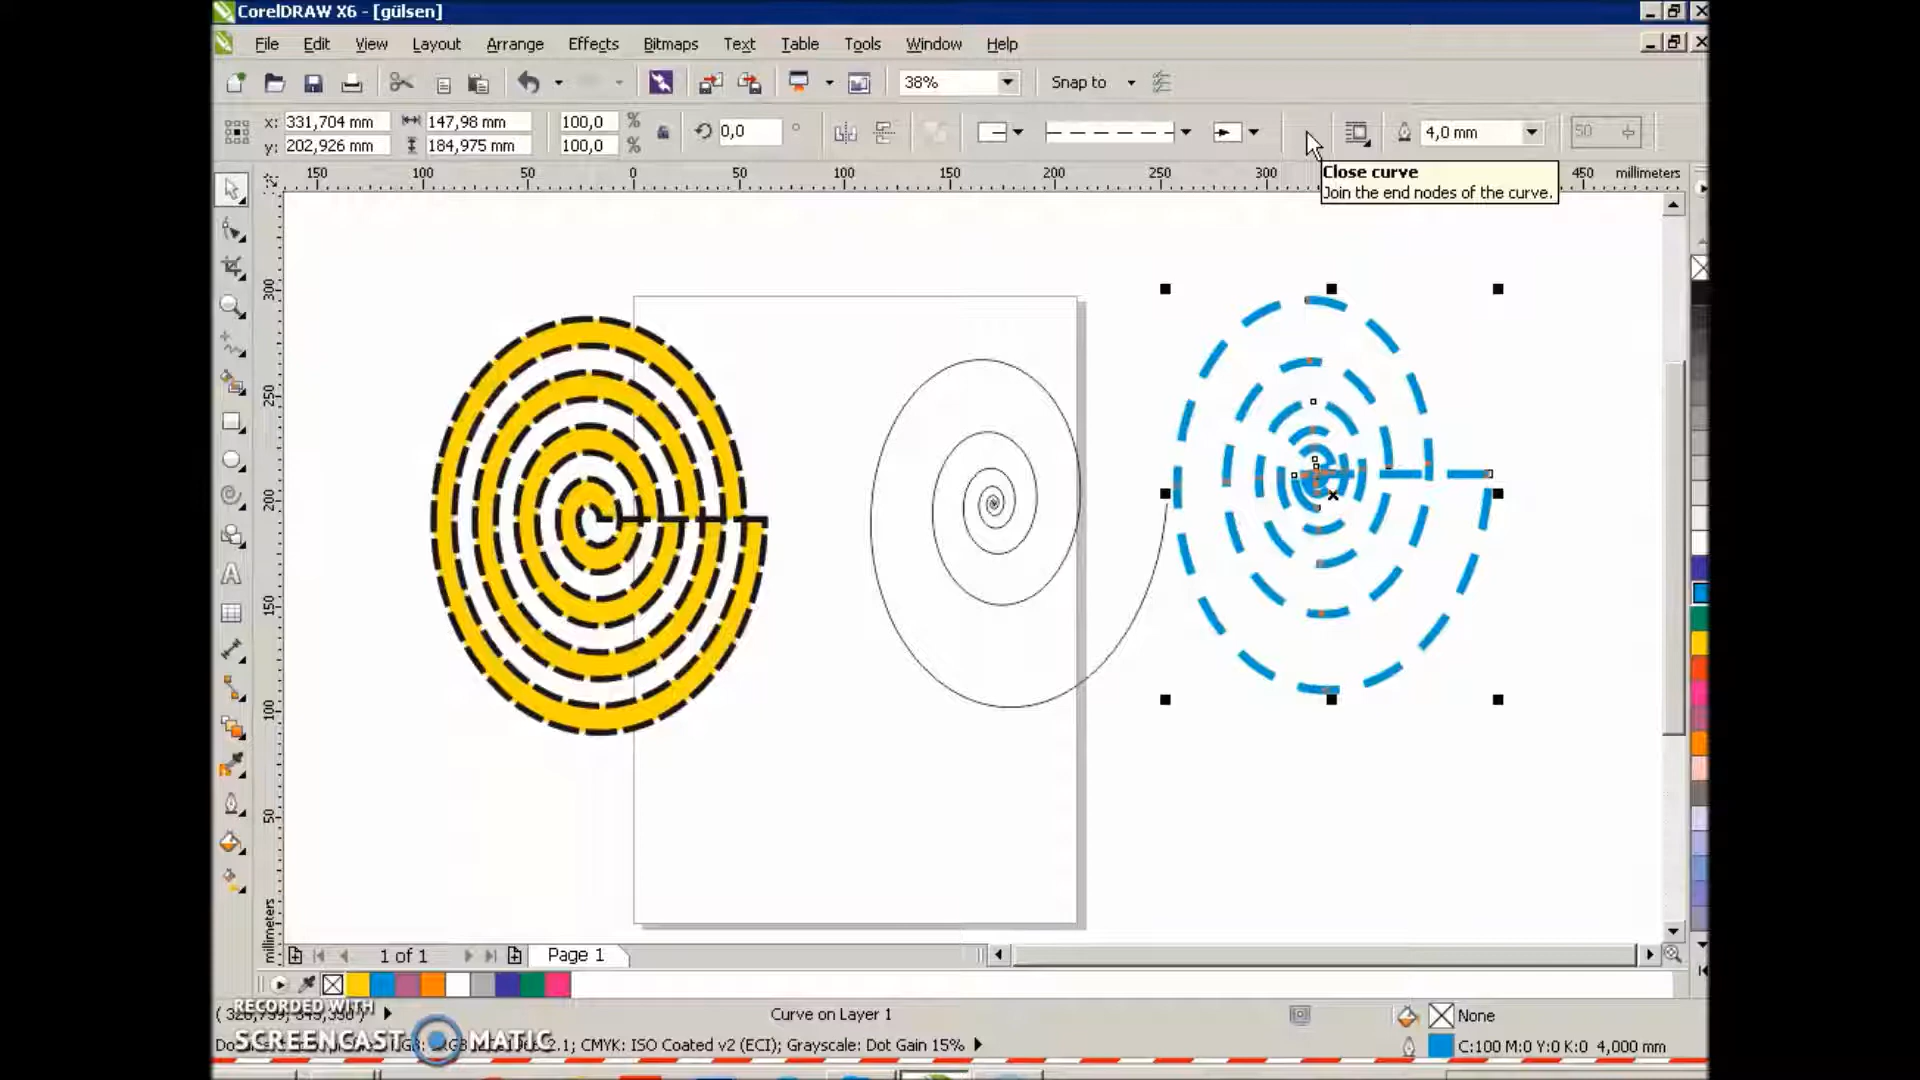 CorelDRAW X6 - [gülsen]
File Edit View Layout Arrange Effects Bitmaps Text Table Tools Window Help
38% Snap to
x: 331,704 mm 147,98 mm 100,0 % 0,0 ° 4,0 mm 50
y: 202,926 mm 184,975 mm 100,0 %
150 100 50 0 50 100 150 200 250 300 450 millimeters
Close curve
Join the end nodes of the curve.
300
250
200
150
100
50
millimeters
1 of 1 Page 1
RECORDED WITH
Curve on Layer 1 None
SCREENCAST MATIC
2.1; CMYK: ISO Coated v2 (ECI); Grayscale: Dot Gain 15% C:100 M:0 Y:0 K:0 4,000 mm